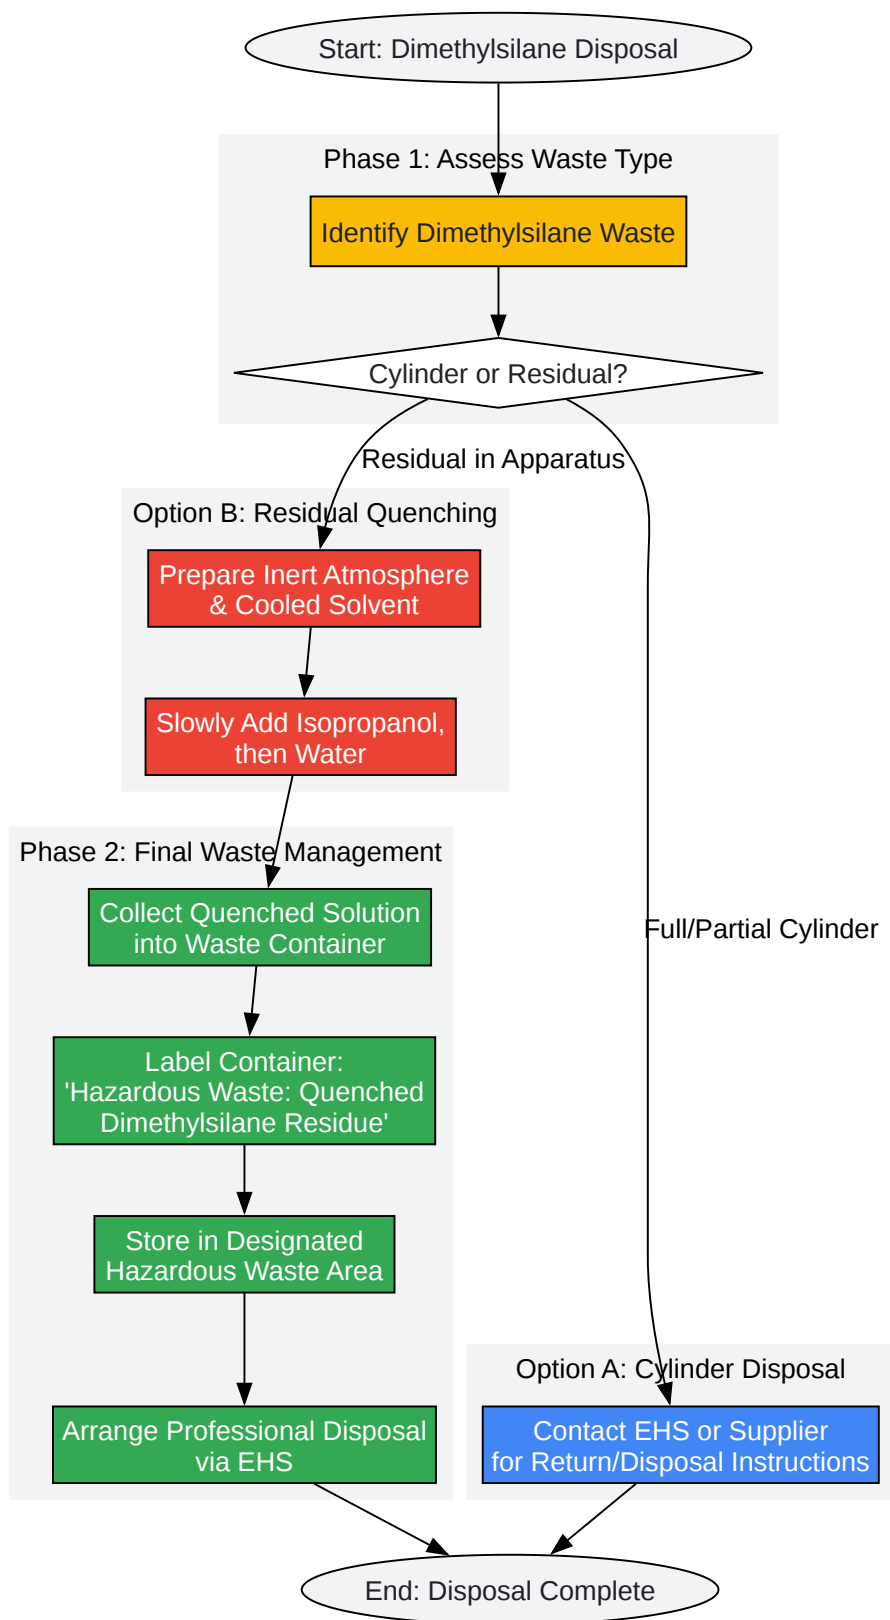 Start: Dimethylsilane Disposal
Phase 1: Assess Waste Type
Identify Dimethylsilane Waste
Cylinder or Residual?
Residual in Apparatus
Option B: Residual Quenching
Prepare Inert Atmosphere
& Cooled Solvent
Slowly Add Isopropanol,
then Water
Phase 2: Final Waste Management
Collect Quenched Solution
into Waste Container
Full/Partial Cylinder
Label Container:
'Hazardous Waste: Quenched
Dimethylsilane Residue'
Store in Designated
Hazardous Waste Area
Arrange Professional Disposal
via EHS
Option A: Cylinder Disposal
Contact EHS or Supplier
for Return/Disposal Instructions
End: Disposal Complete